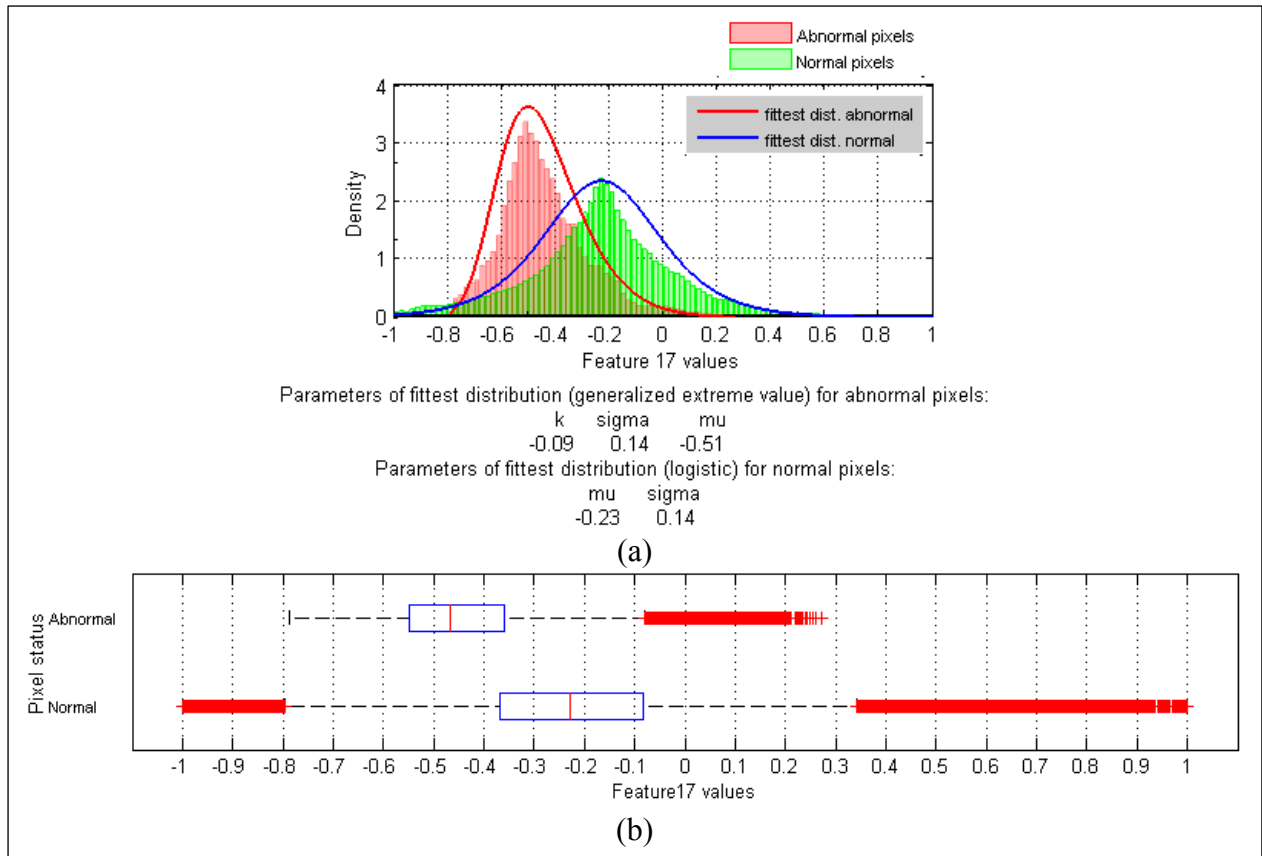 Abnormal pixels
Normal pixels
4
3
2
1
0
Density
fittest dist. abnormal
fittest dist. normal
-1 -0.8 -0.6 -0.4 -0.2 0 0.2 0.4 0.6 0.8 1
Feature 17 values
Parameters of fittest distribution (generalized extreme value) for abnormal pixels:
k sigma mu
-0.09 0.14 -0.51
Parameters of fittest distribution (logistic) for normal pixels:
mu sigma
-0.23 0.14
(a)
Pixel status
Abnormal
Normal
-1 -0.9 -0.8 -0.7 -0.6 -0.5 -0.4 -0.3 -0.2 -0.1 0 0.1 0.2 0.3 0.4 0.5 0.6 0.7 0.8 0.9 1
Feature17 values
(b)